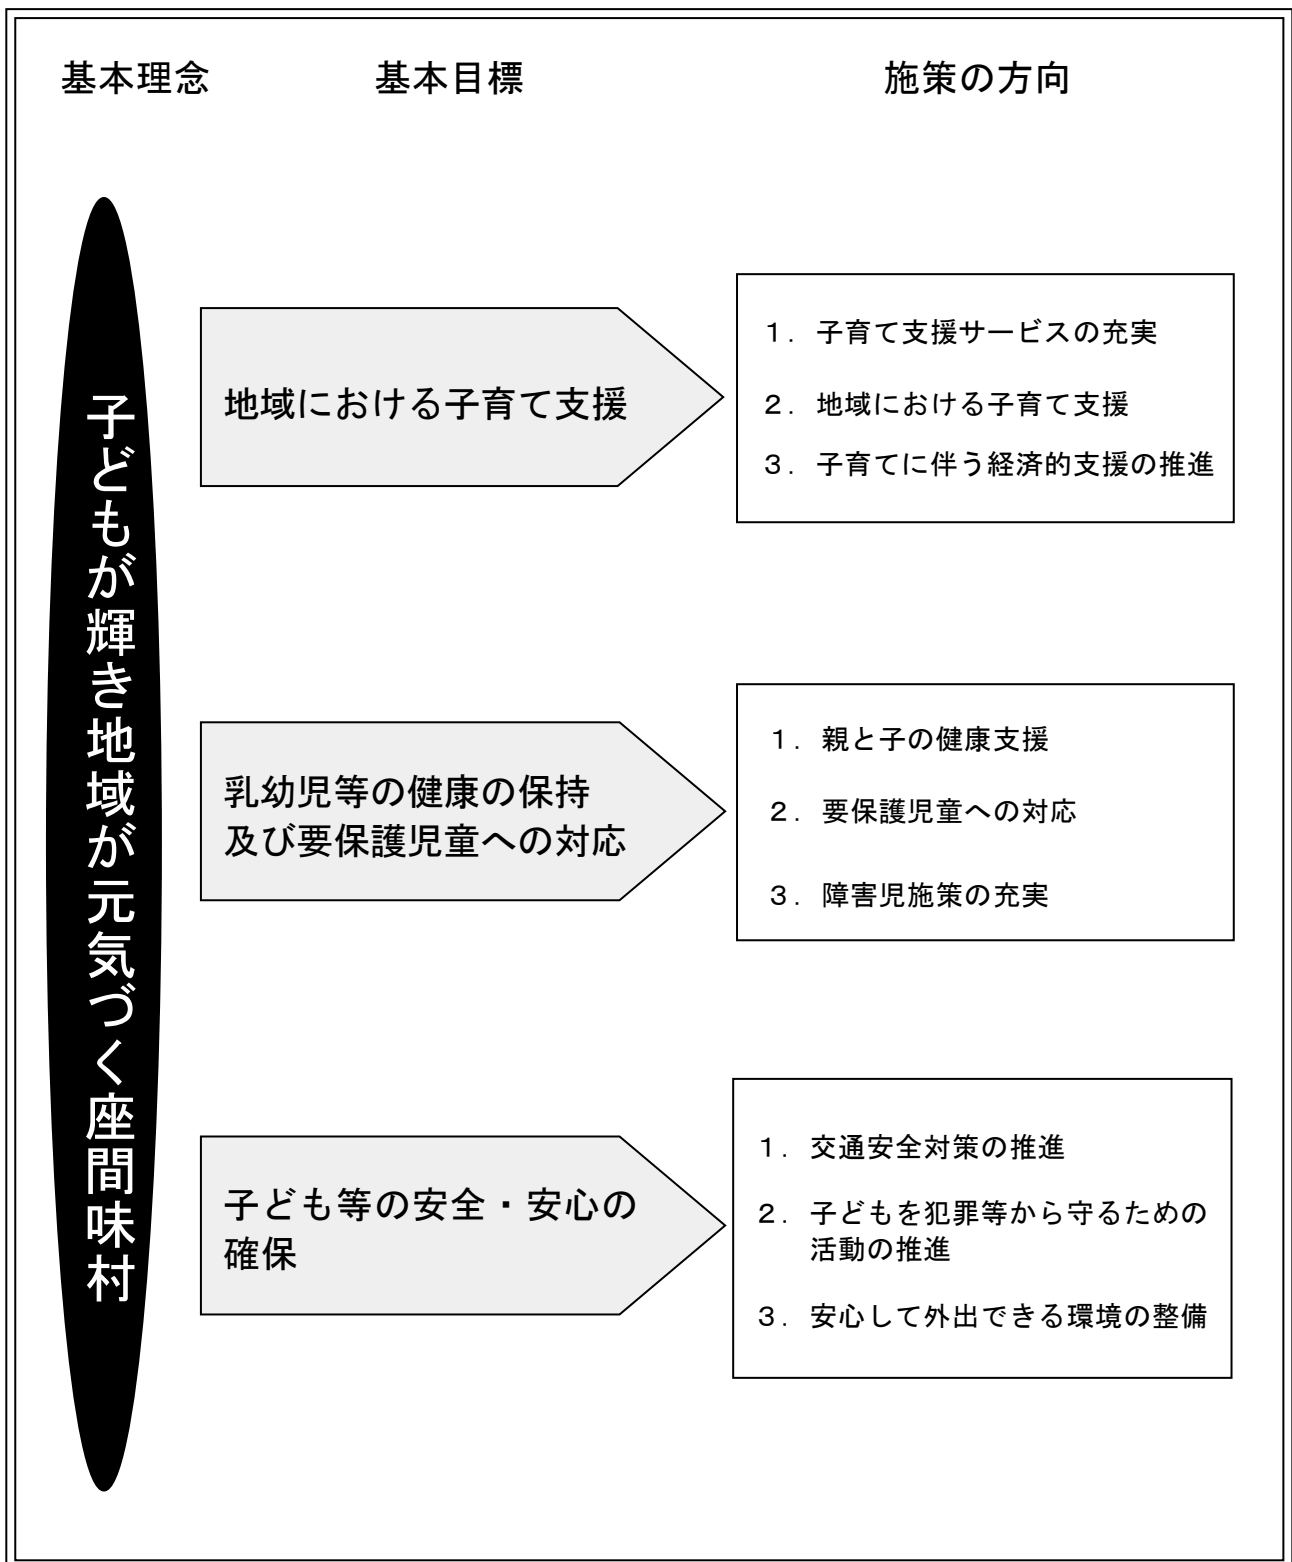 基本理念
基本目標
施策の方向
子どもが輝き地域が元気づく座間味村
地域における子育て支援
１．子育て支援サービスの充実
２．地域における子育て支援
３．子育てに伴う経済的支援の推進
乳幼児等の健康の保持
及び要保護児童への対応
１．親と子の健康支援
２．要保護児童への対応
３．障害児施策の充実
子ども等の安全・安心の
確保
１．交通安全対策の推進
２．子どもを犯罪等から守るための
活動の推進
３．安心して外出できる環境の整備